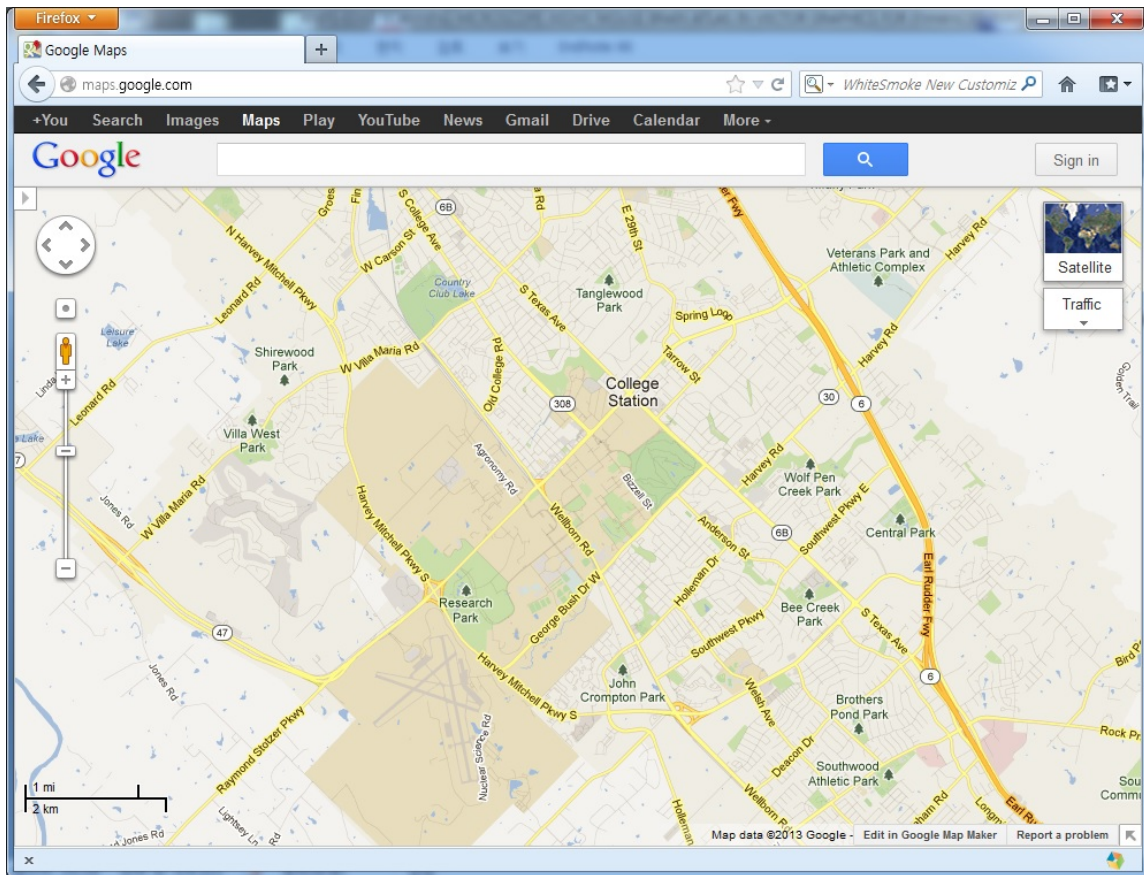 Firefox
Google Maps
maps.google.com
WhiteSmoke New Customiz
+You Search Images Maps Play YouTube News Gmail Drive Calendar More
Google
Sign in
Satellite
Traffic
N Harvey Mitchell Pkwy
W Carson St
S College Ave
6B
E 29th St
Harvey Rd
Veterans Park and
Athletic Complex
Leonard Rd
Country
Club Lake
S Texas Ave
Tanglewood
Park
Spring Loop
Tarrow St
Harvey Rd
Golden Trail
Leisure
Lake
Shirewood
Park
W Villa Maria Rd
Old College Rd
308
College
Station
30
6
Leonard Rd
Villa West
Park
Agronomy Rd
Bizzell St
Harvey Rd
Wolf Pen
Creek Park
Jones Rd
W Villa Maria Rd
Harvey Mitchell Pkwy S
Wellborn Rd
Anderson St
6B
Southwest Pkwy E
Central Park
Earl Rudder Fwy
Holleman Dr
Research
Park
George Bush Dr W
Bee Creek
Park
S Texas Ave
47
Southwest Pkwy
Jones Rd
Harvey Mitchell Pkwy S
John
Crompton Park
Welsh Ave
6
Brothers
Pond Park
Raymond Stotzer Pkwy
Nuclear Science Rd
Deacon Dr
Southwood
Athletic Park
Rock Pr
1 mi
2 km
Wellborn Rd
Holleman
Jones Rd
Map data ©2013 Google - Edit in Google Map Maker Report a problem
x